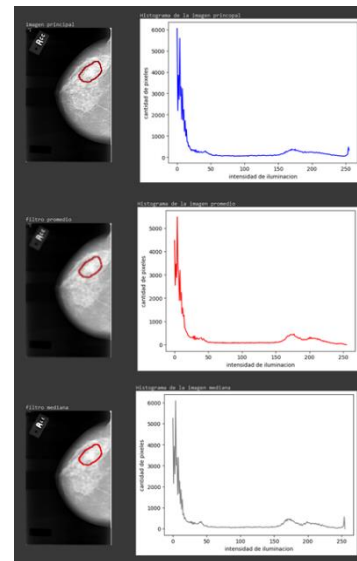 imagen principal
Histograma de la imagen principal
cantidad de pixeles
6000
5000
4000
3000
2000
1000
0
0 50 100 150 200 250
intensidad de iluminacion
filtro promedio
Histograma de la imagen promedio
cantidad de pixeles
5000
4000
3000
2000
1000
0
0 50 100 150 200 250
intensidad de iluminacion
filtro mediana
Histograma de la imagen mediana
cantidad de pixeles
6000
5000
4000
3000
2000
1000
0
0 50 100 150 200 250
intensidad de iluminacion